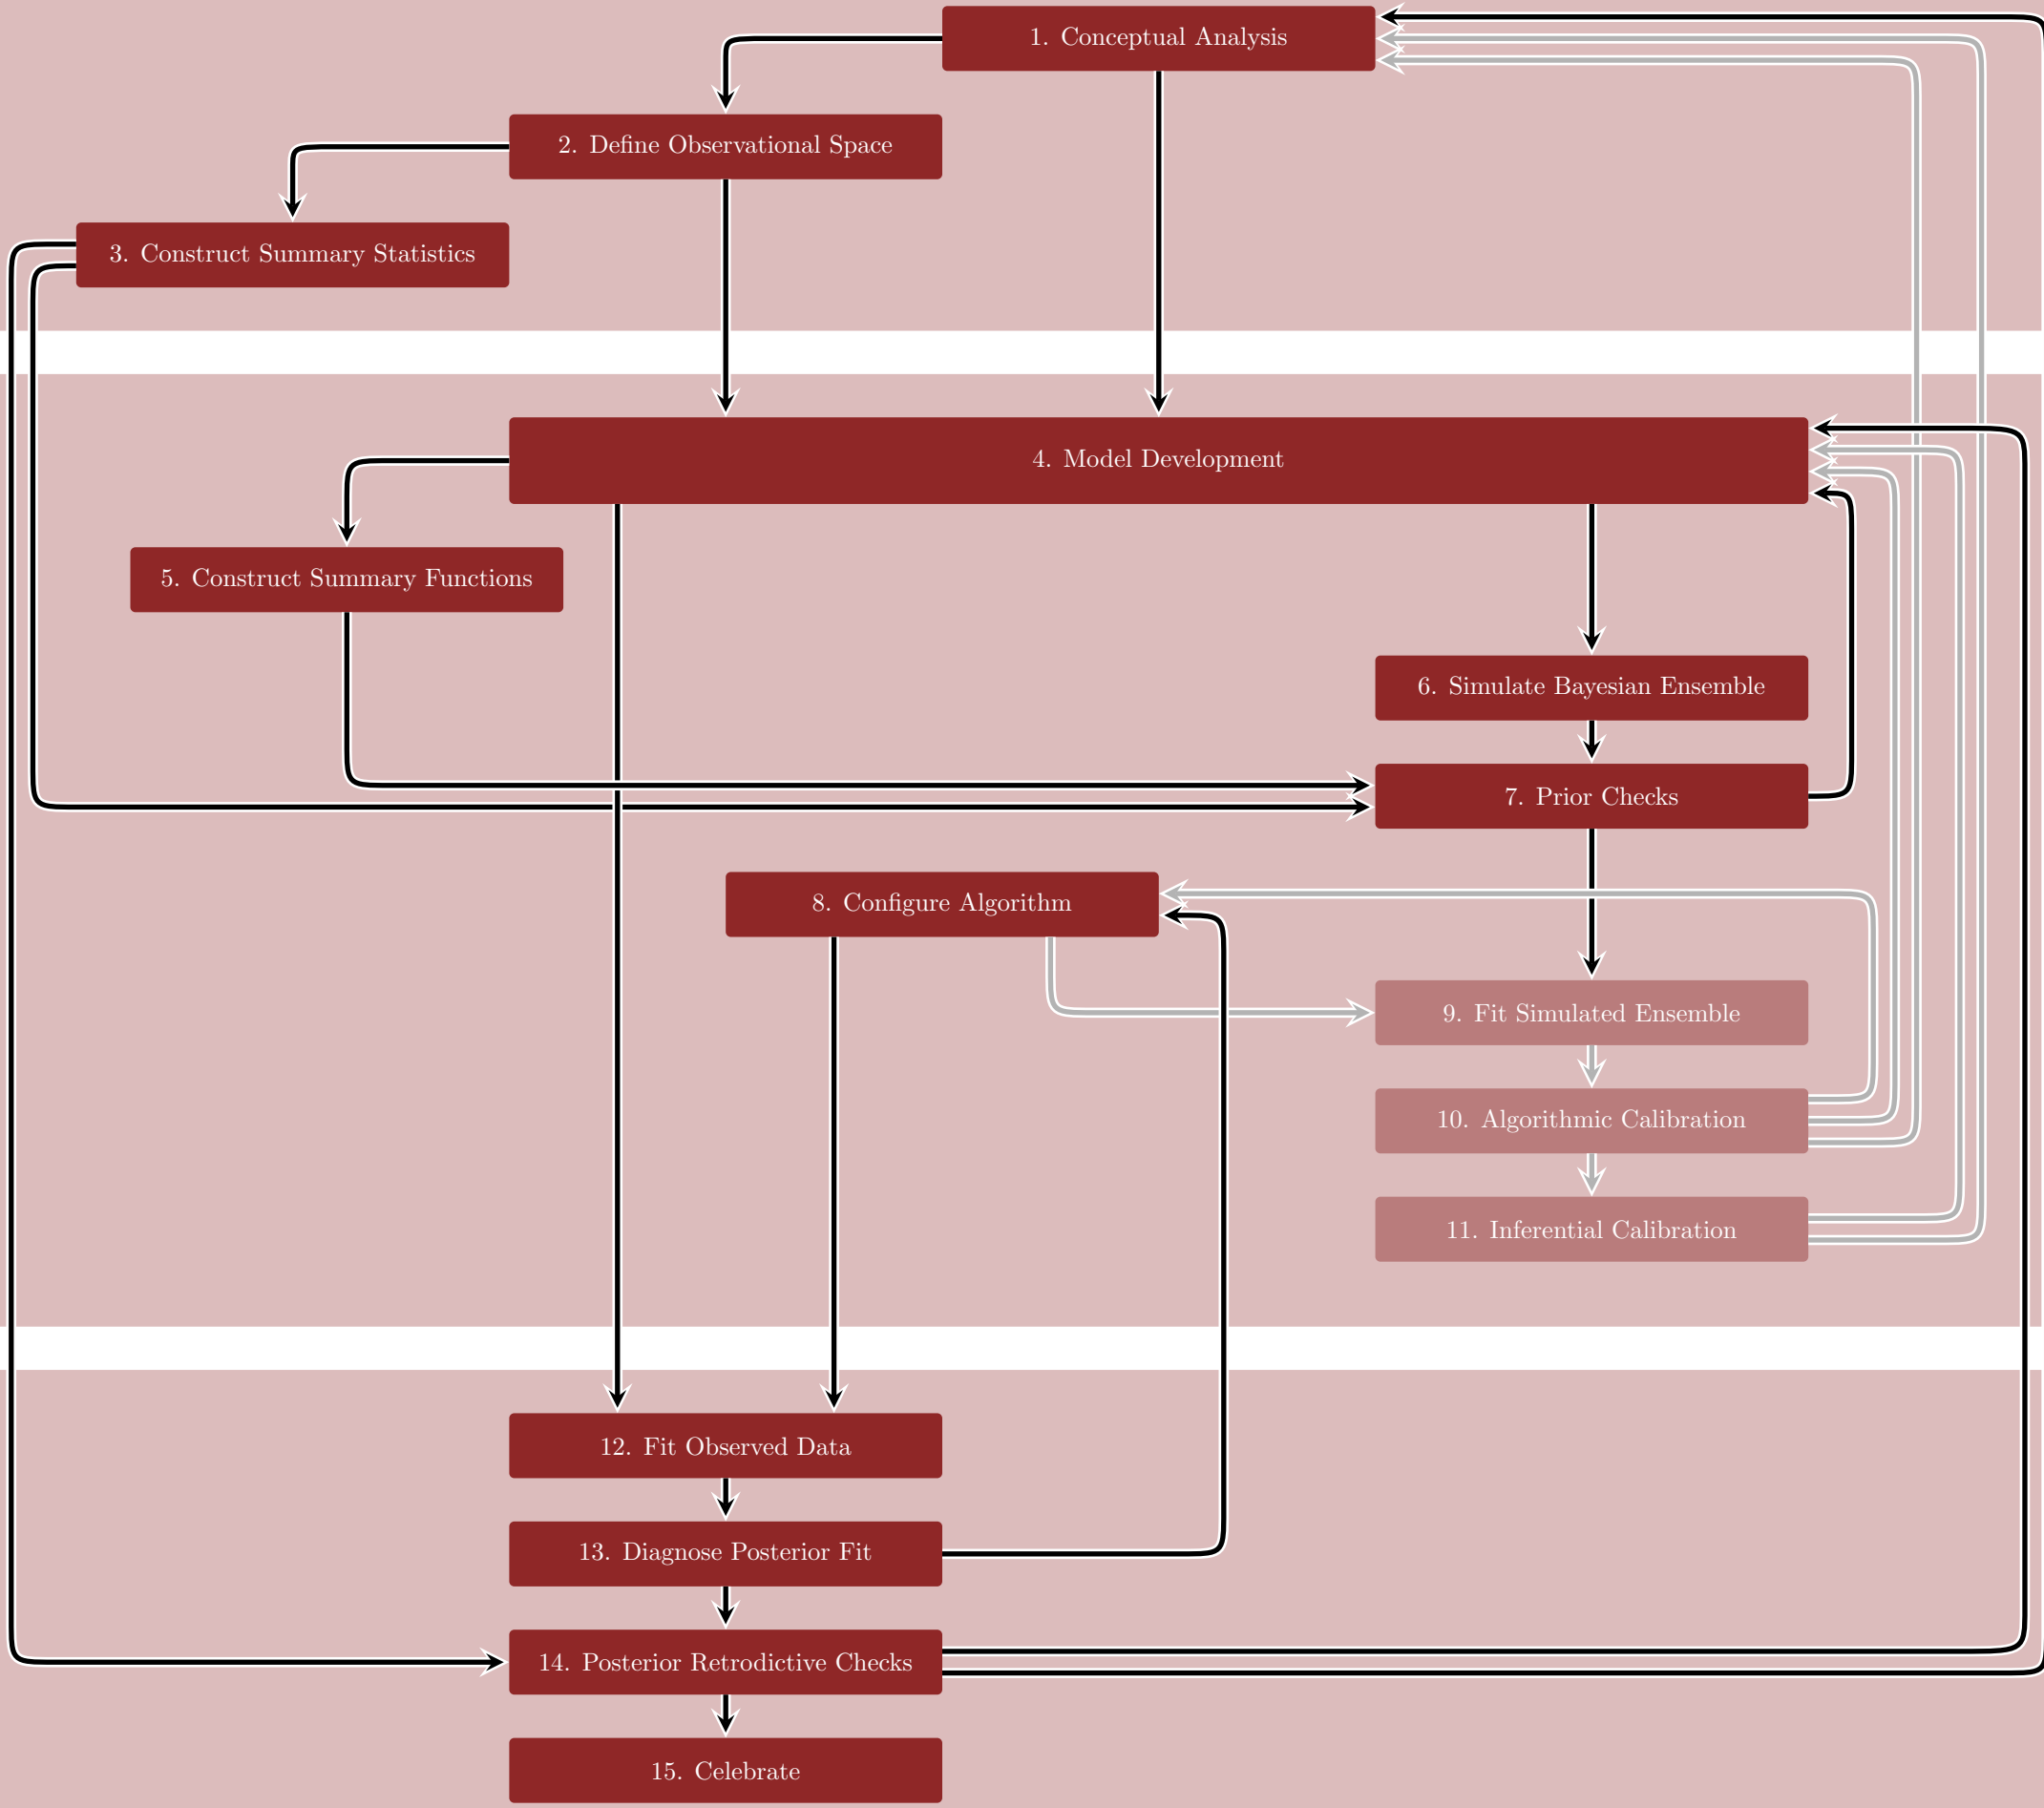 1. Conceptual Analysis
2. Define Observational Space
3. Construct Summary Statistics
4. Model Development
5. Construct Summary Functions
6. Simulate Bayesian Ensemble
7. Prior Checks
8. Configure Algorithm
9. Fit Simulated Ensemble
10. Algorithmic Calibration
11. Inferential Calibration
12. Fit Observed Data
13. Diagnose Posterior Fit
14. Posterior Retrodictive Checks
15. Celebrate